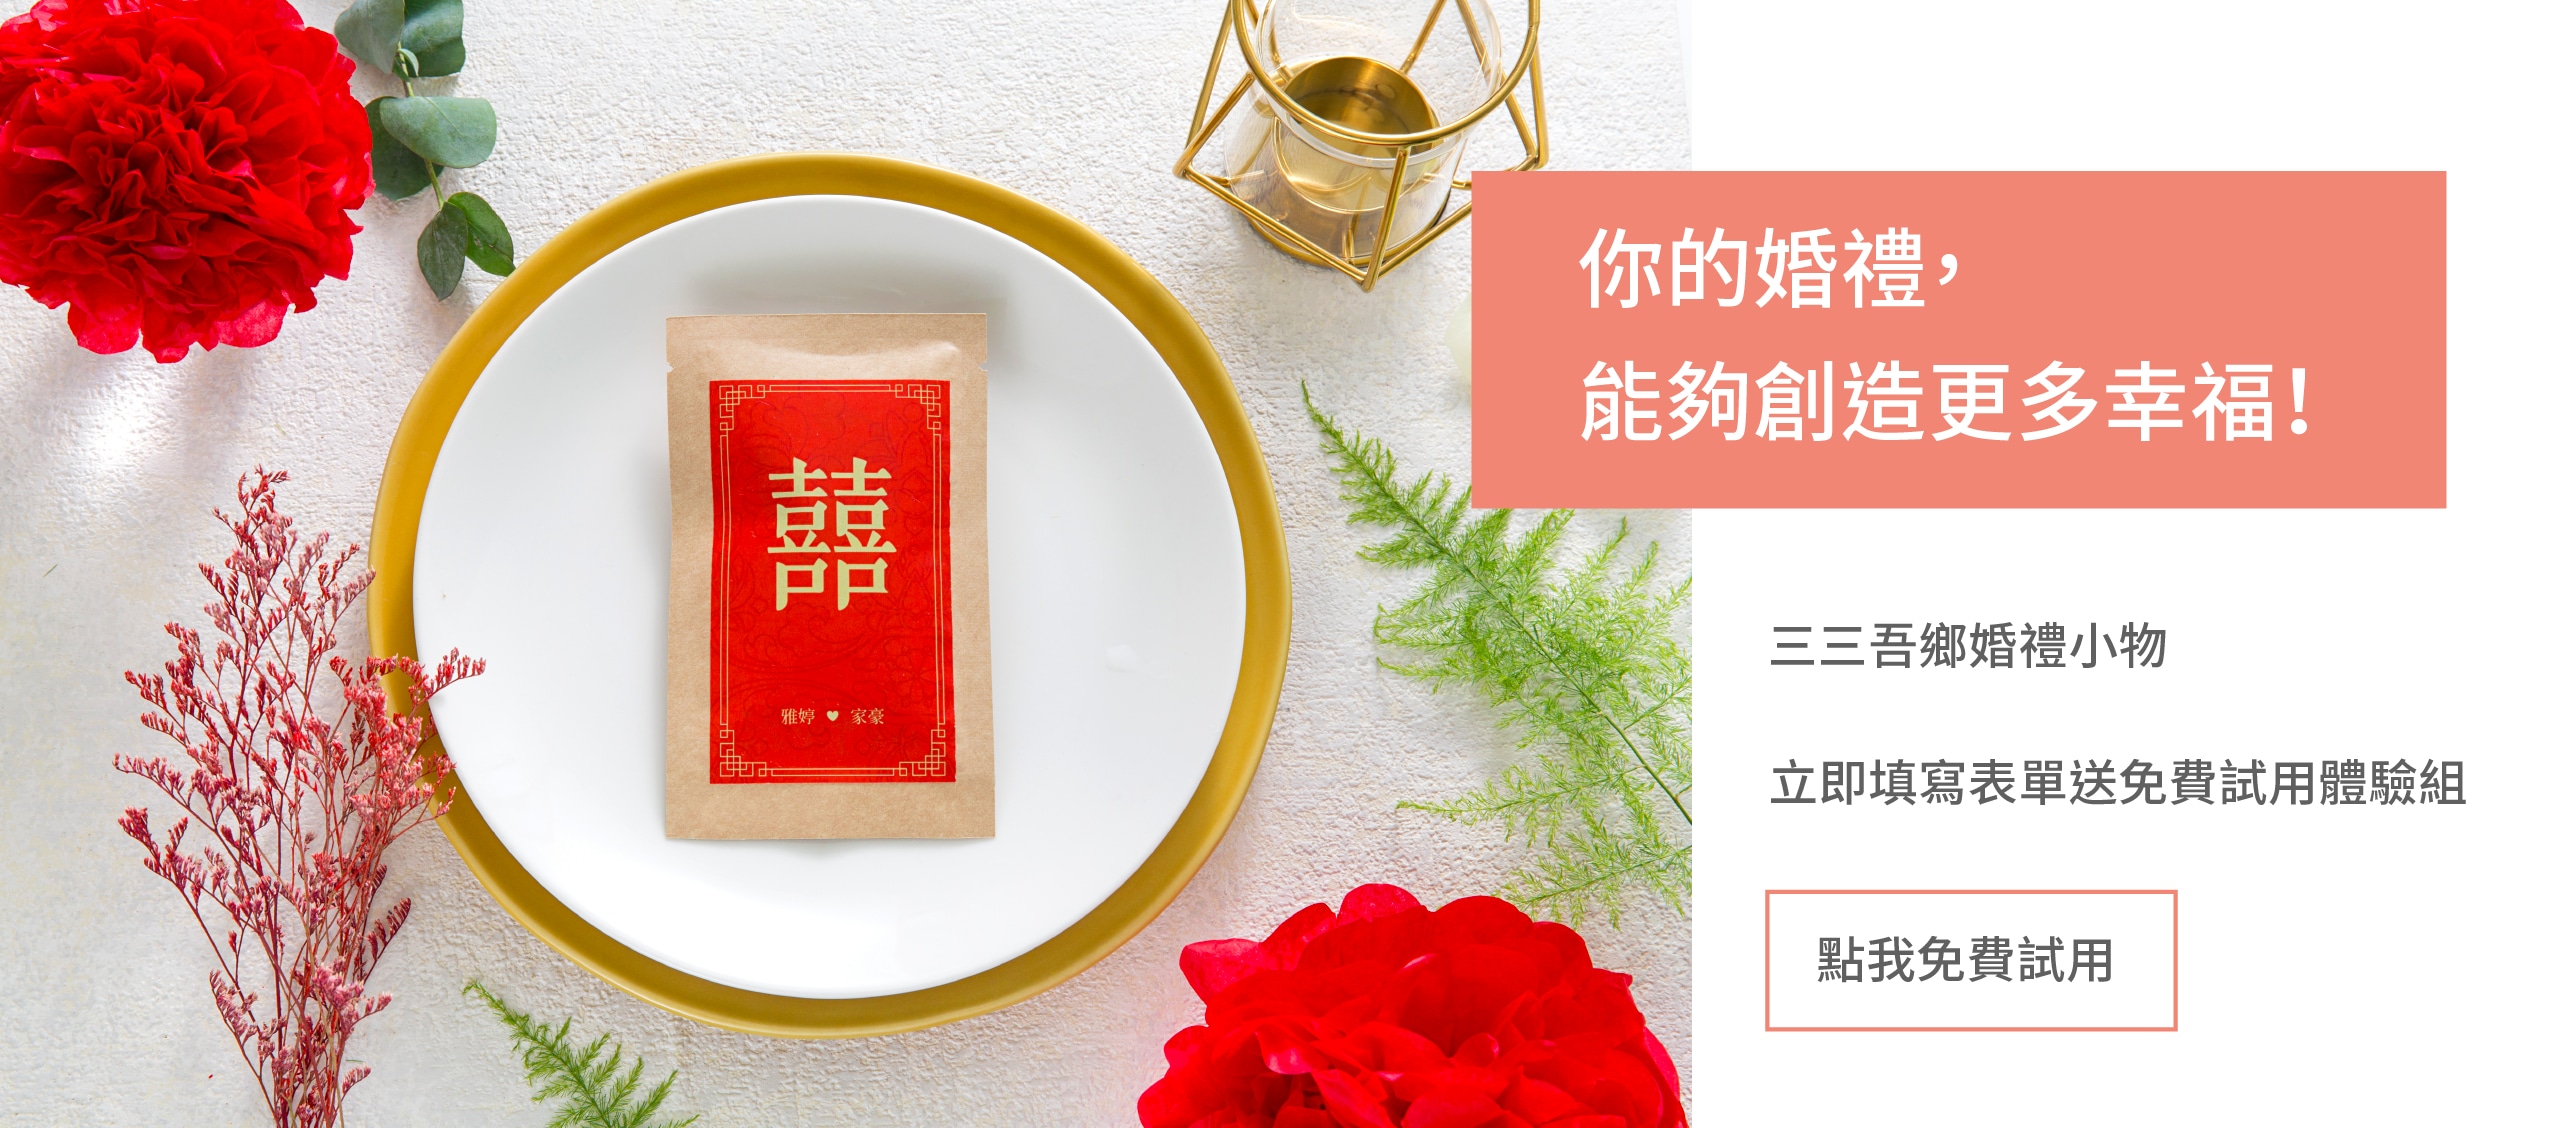 囍
雅婷 ♥ 家豪
你的婚禮，
能夠創造更多幸福！
三三吾鄉婚禮小物
立即填寫表單送免費試用體驗組
點我免費試用